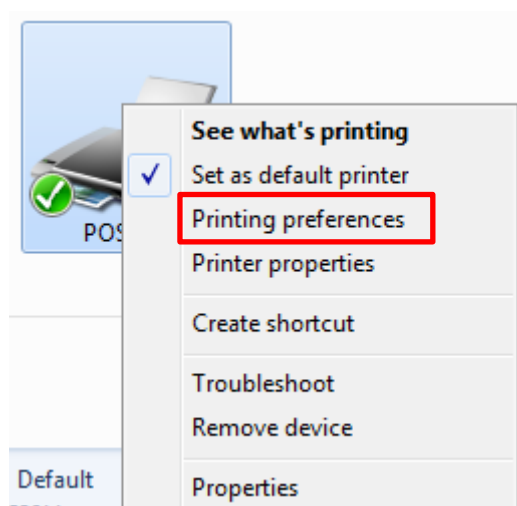 See what's printing
Set as default printer
Printing preferences
POS
Printer properties
Create shortcut
Troubleshoot
Remove device
Default
Properties